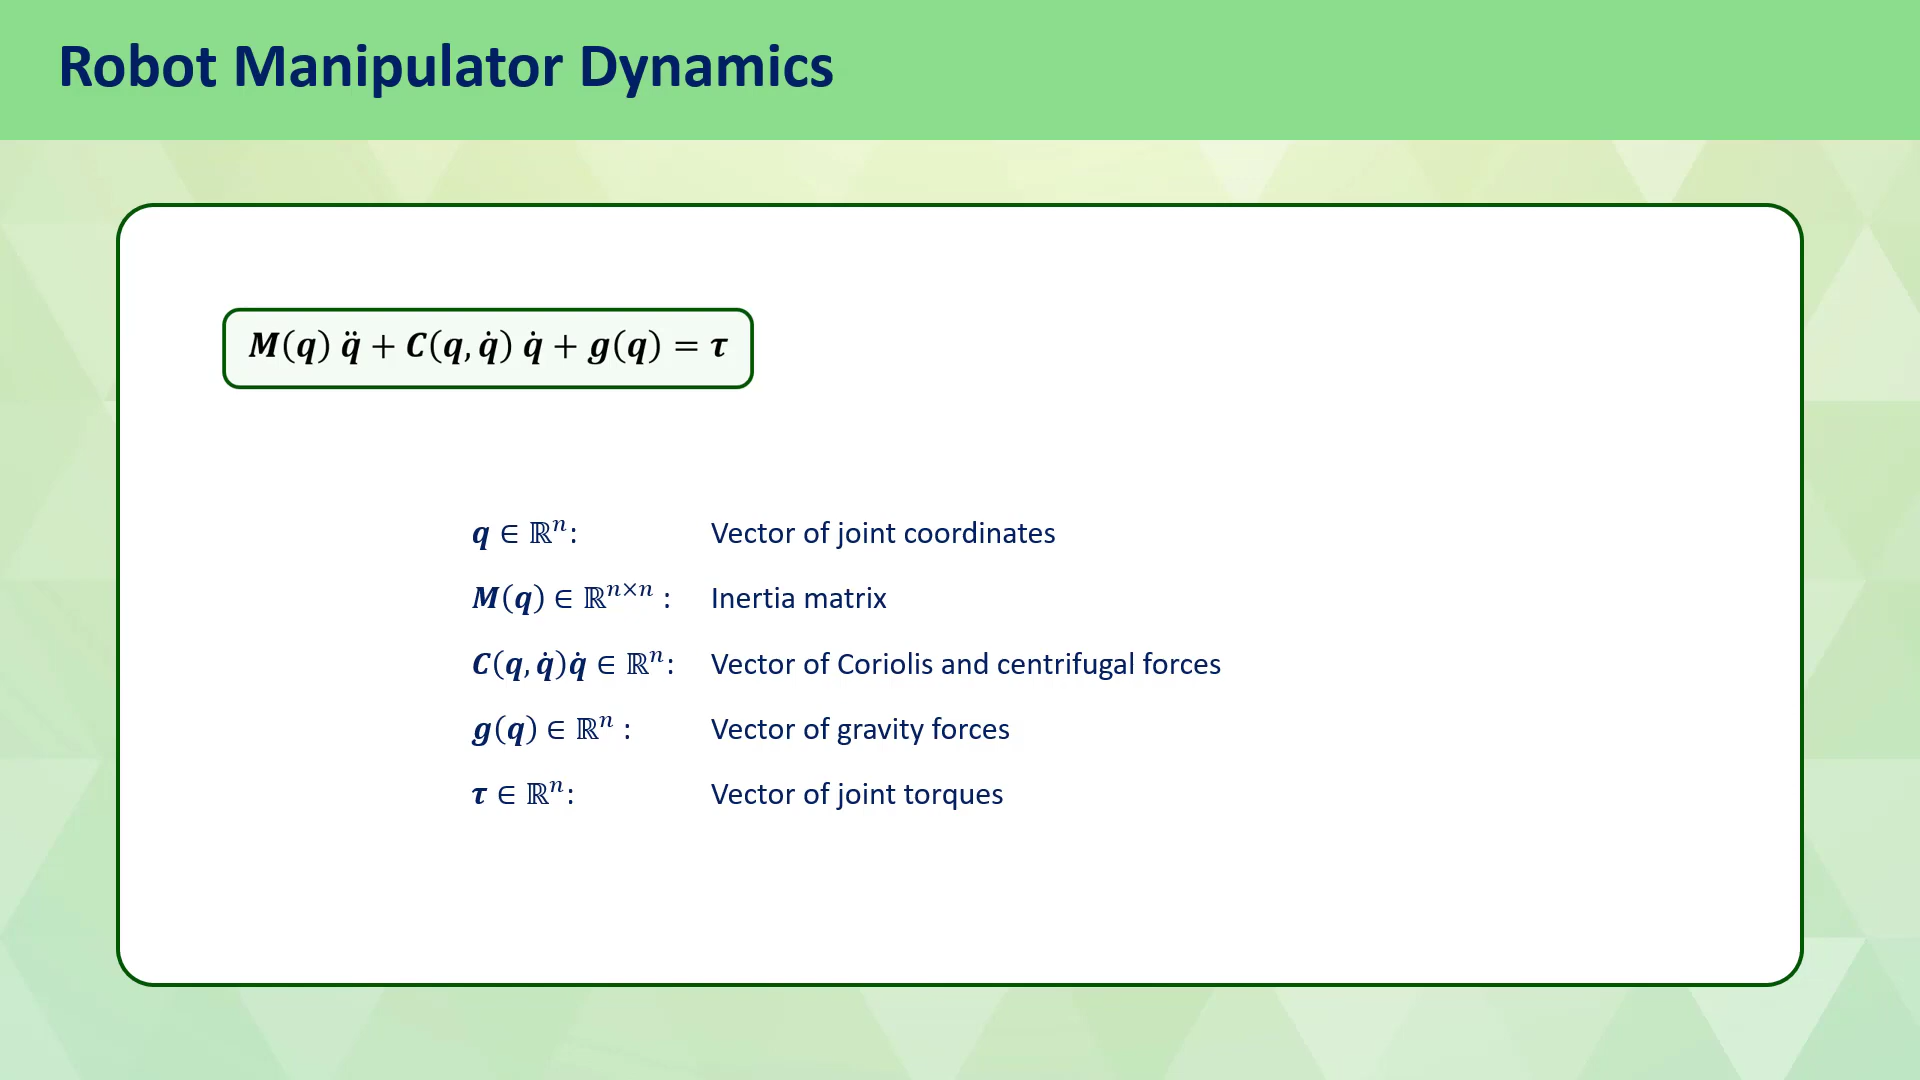 Robot Manipulator Dynamics
𝑴(𝒒) 𝒒̈ + 𝑪(𝒒, 𝒒̇) 𝒒̇ + 𝒈(𝒒) = 𝝉
𝒒 ∈ ℝⁿ: Vector of joint coordinates
𝑴(𝒒) ∈ ℝⁿˣⁿ : Inertia matrix
𝑪(𝒒, 𝒒̇)𝒒̇ ∈ ℝⁿ: Vector of Coriolis and centrifugal forces
𝒈(𝒒) ∈ ℝⁿ : Vector of gravity forces
𝝉 ∈ ℝⁿ: Vector of joint torques